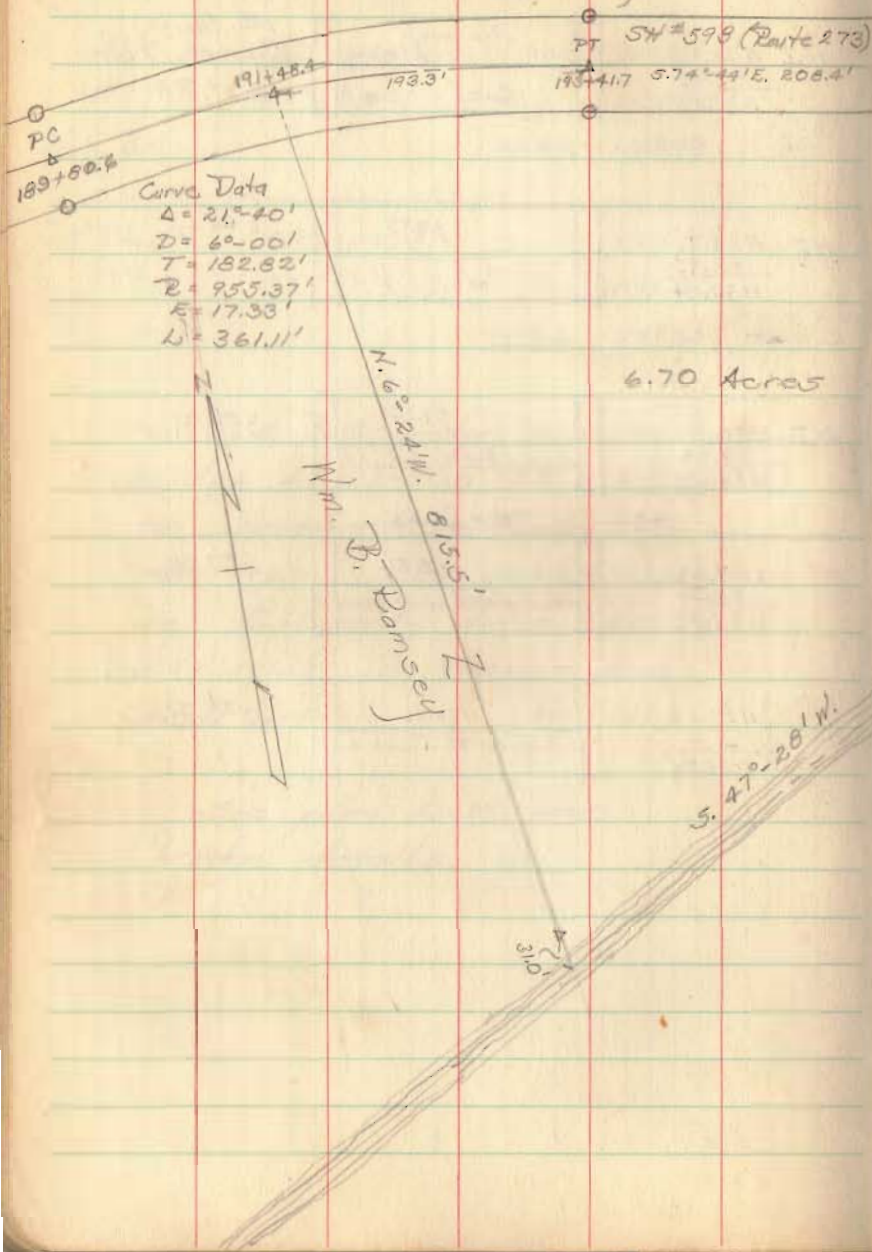 SH #598 (Route 273)
PT
191+48.4
193.3'
193+41.7
S.74°-44'E. 208.4'
PC
189+80.6
Curve Data
Δ = 21°-40'
D = 6°-00'
T = 182.82'
R = 955.37'
E = 17.33'
L = 361.11'
N
N. 6°-24'W. 815.5'
6.70 Acres
Wm. B. Ramsey
S. 47°-28' W.
31.0'